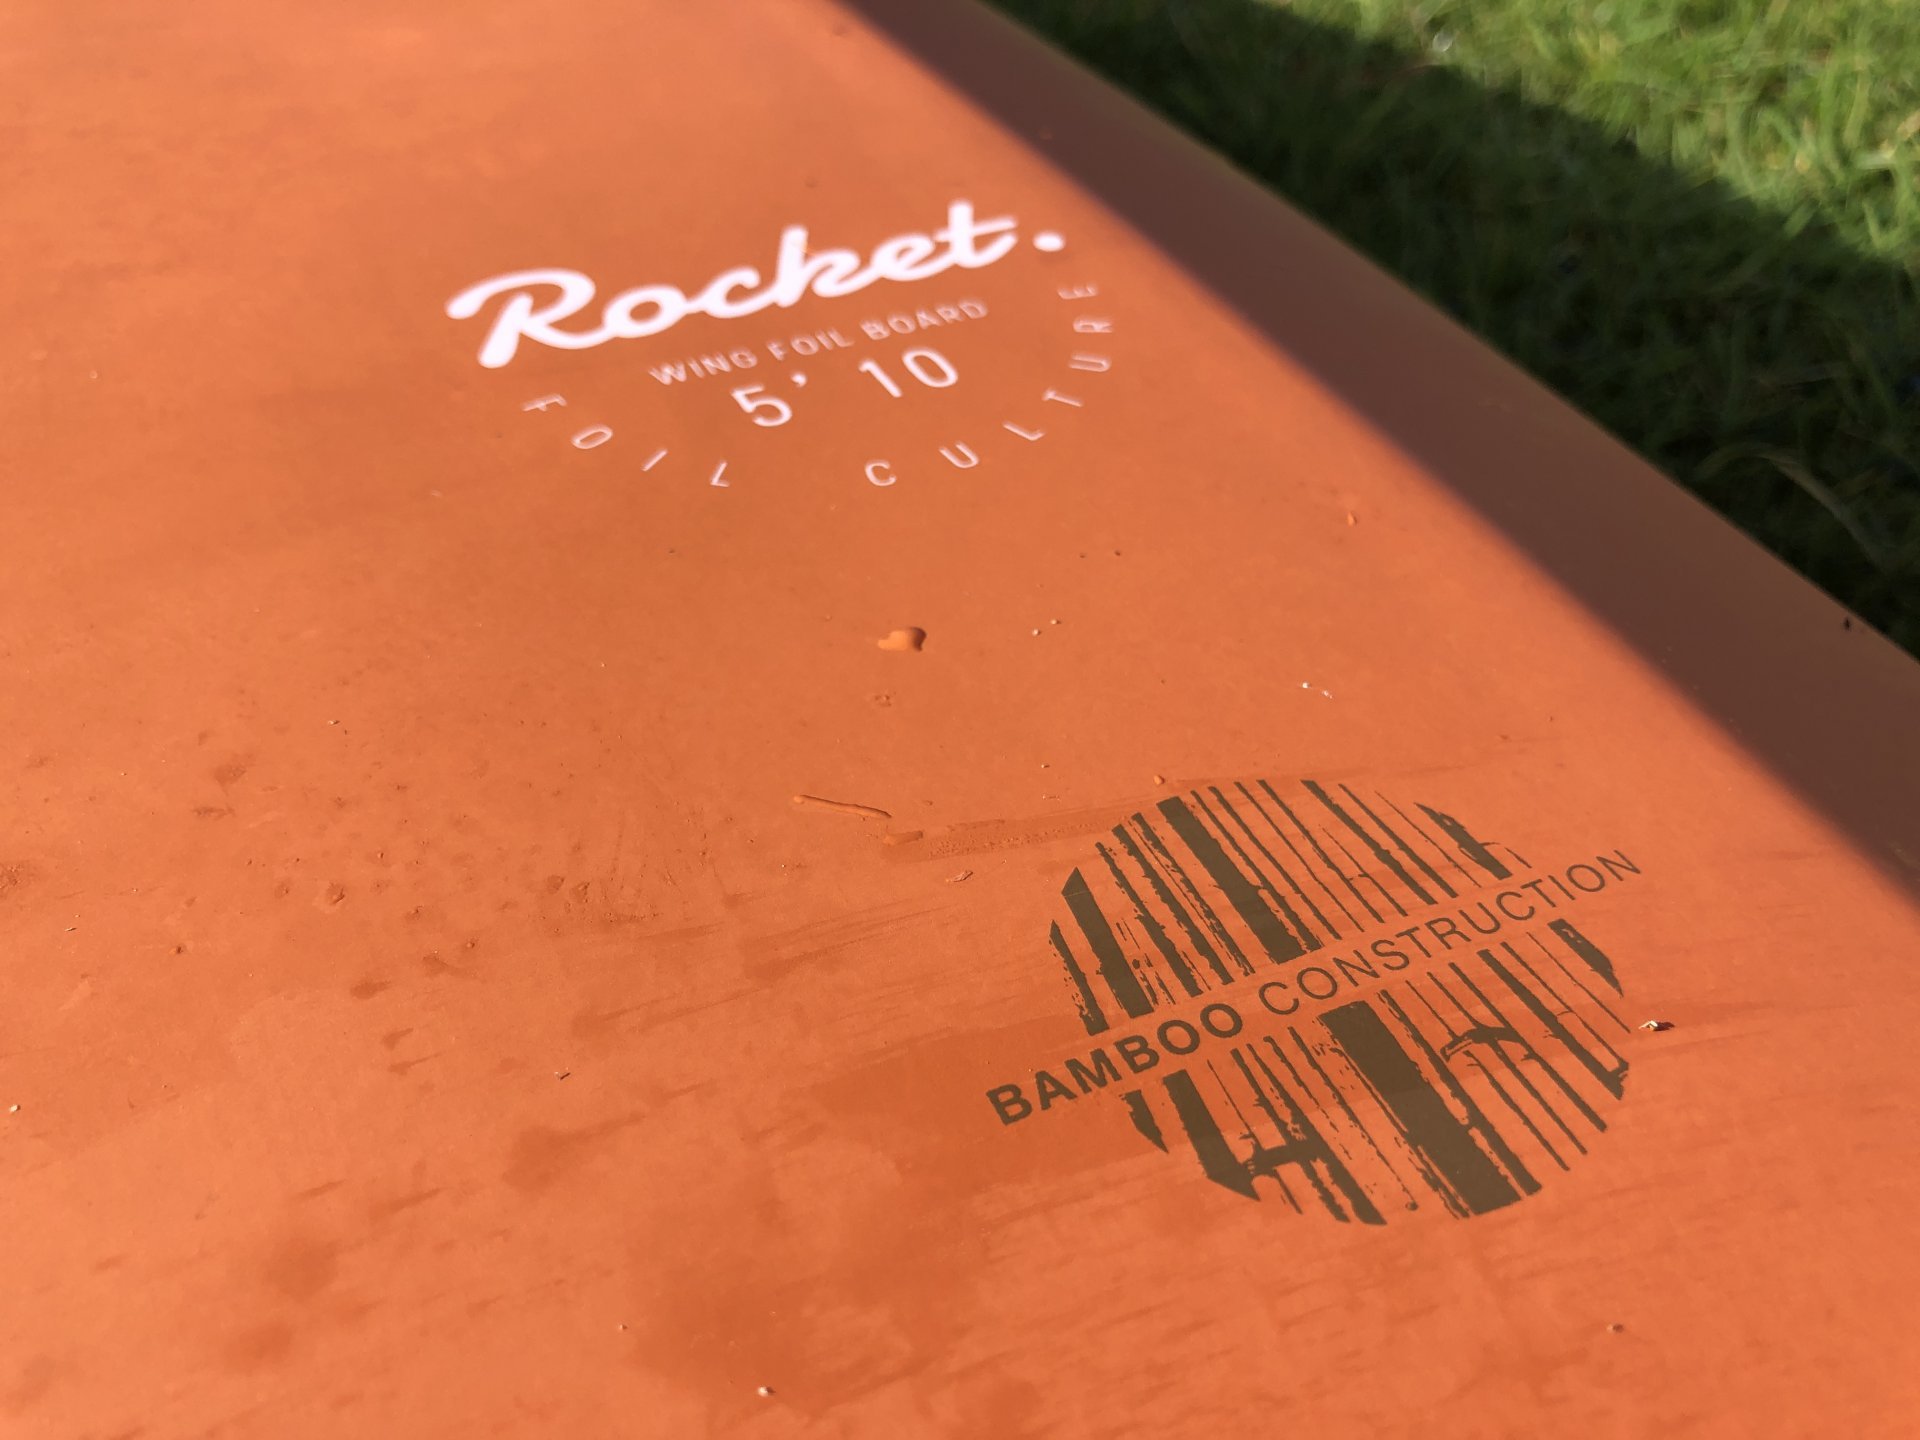 Rocket.
WING FOIL BOARD
5' 10
FOIL CULTURE
BAMBOO CONSTRUCTION